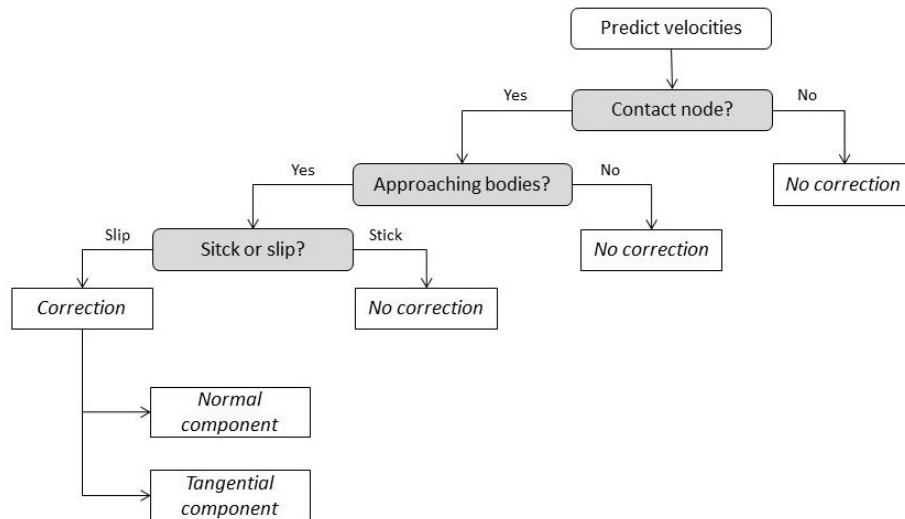 Predict velocities
Yes
Contact node?
No
Yes
Approaching bodies?
No
No correction
Slip
Sitck or slip?
Stick
No correction
Correction
No correction
Normal
component
Tangential
component